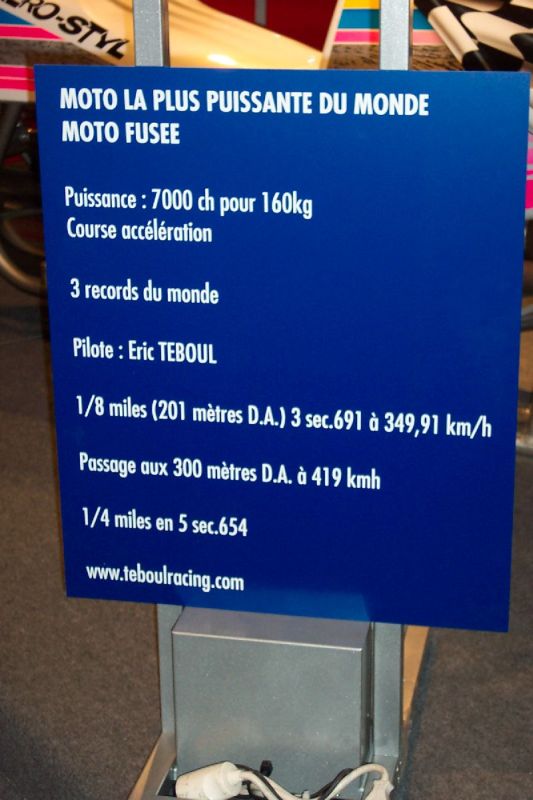 ERO-STYL
MOTO LA PLUS PUISSANTE DU MONDE
MOTO FUSEE
Puissance : 7000 ch pour 160kg
Course accélération
3 records du monde
Pilote : Eric TEBOUL
1/8 miles (201 mètres D.A.) 3 sec.691 à 349,91 km/h
Passage aux 300 mètres D.A. à 419 kmh
1/4 miles en 5 sec.654
www.teboulracing.com